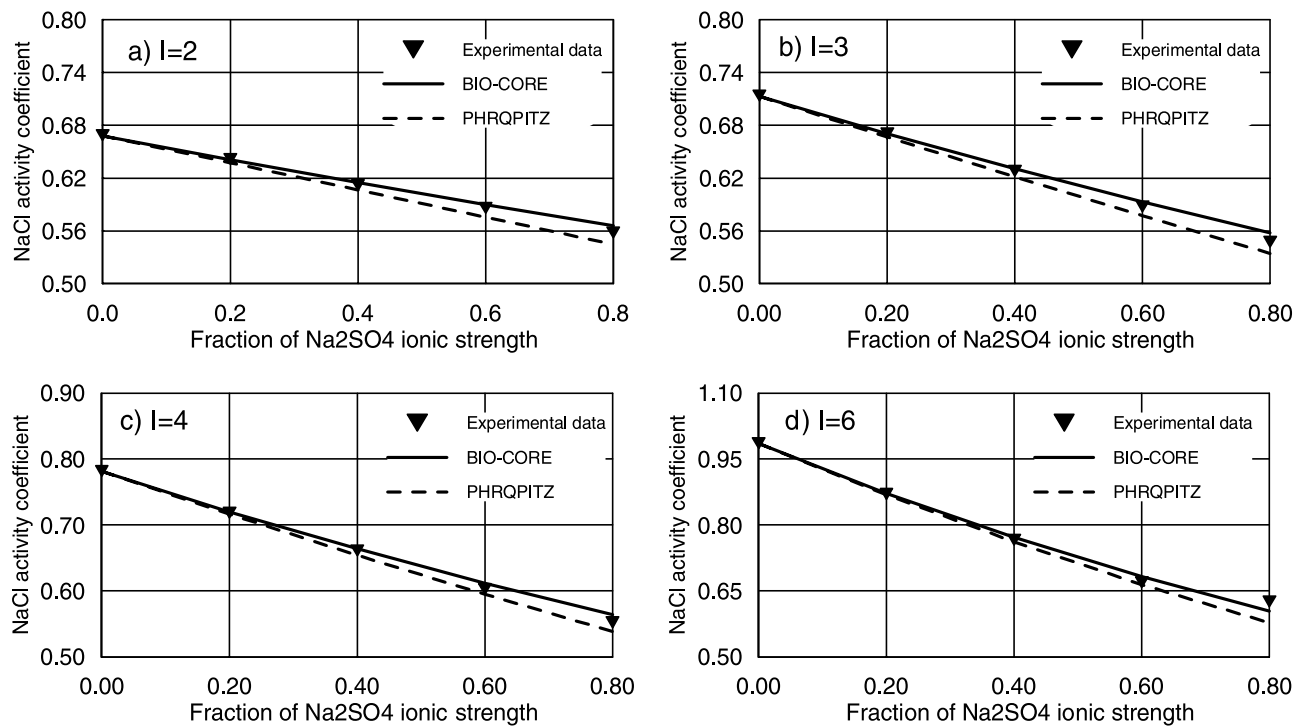 a) I=2
Experimental data
BIO-CORE
PHRQPITZ
NaCl activity coefficient
0.80
0.74
0.68
0.62
0.56
0.50
0.0 0.2 0.4 0.6 0.8
Fraction of Na2SO4 ionic strength
b) I=3
Experimental data
BIO-CORE
PHRQPITZ
NaCl activity coefficient
0.80
0.74
0.68
0.62
0.56
0.50
0.00 0.20 0.40 0.60 0.80
Fraction of Na2SO4 ionic strength
c) I=4
Experimental data
BIO-CORE
PHRQPITZ
NaCl activity coefficient
0.90
0.80
0.70
0.60
0.50
0.00 0.20 0.40 0.60 0.80
Fraction of Na2SO4 ionic strength
d) I=6
Experimental data
BIO-CORE
PHRQPITZ
NaCl activity coefficient
1.10
0.95
0.80
0.65
0.50
0.00 0.20 0.40 0.60 0.80
Fraction of Na2SO4 ionic strength